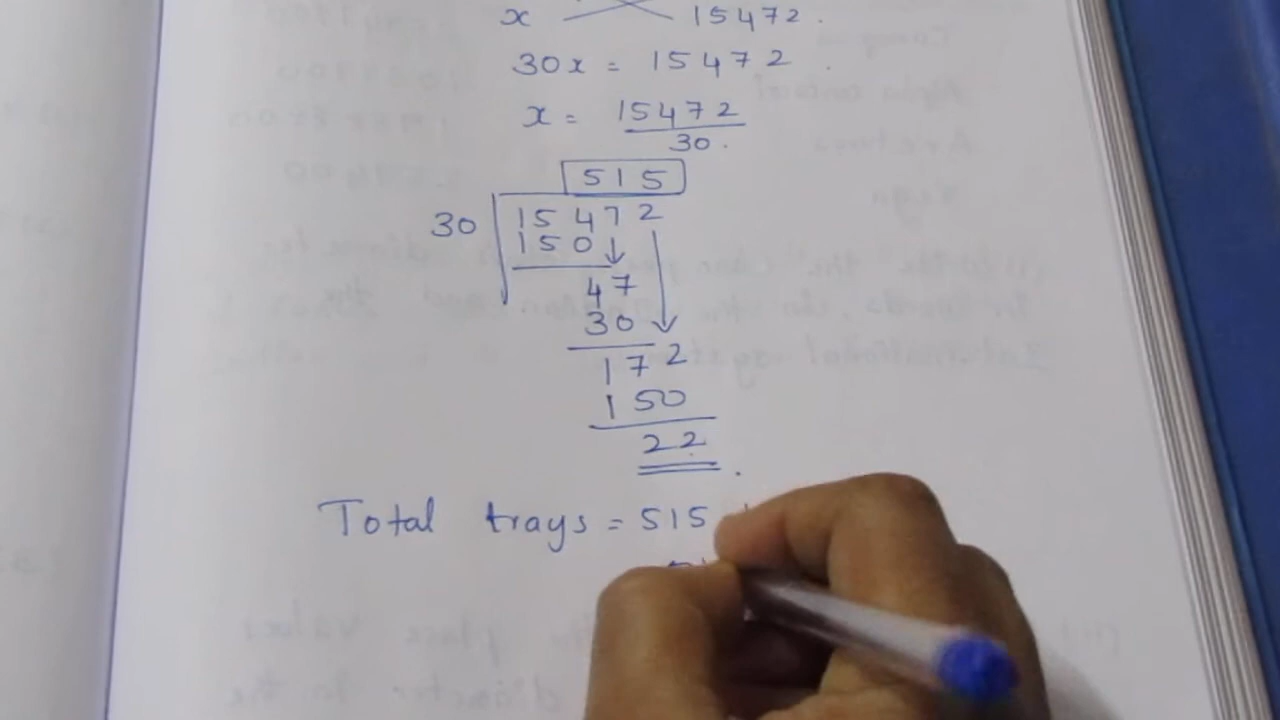 x 15472.
30x = 15472.
x = 15472
30.
515
30 15472
150
47
30
172
150
22
Total trays = 515